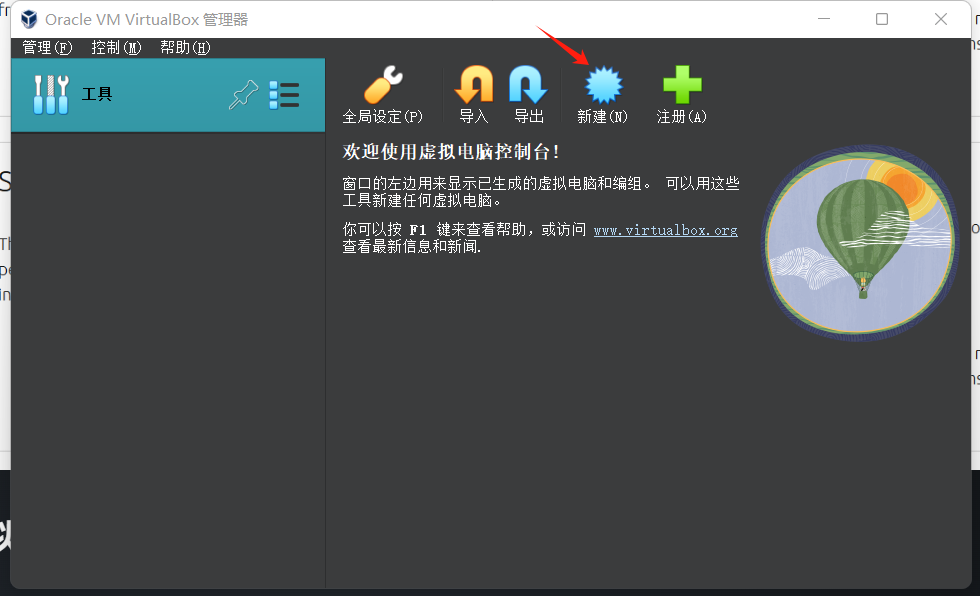 Oracle VM VirtualBox 管理器
管理(F) 控制(M) 帮助(H)
工具
全局设定(P) 导入 导出 新建(N) 注册(A)
欢迎使用虚拟电脑控制台!
窗口的左边用来显示已生成的虚拟电脑和编组。 可以用这些
工具新建任何虚拟电脑。
你可以按 F1 键来查看帮助，或访问 www.virtualbox.org
查看最新信息和新闻.